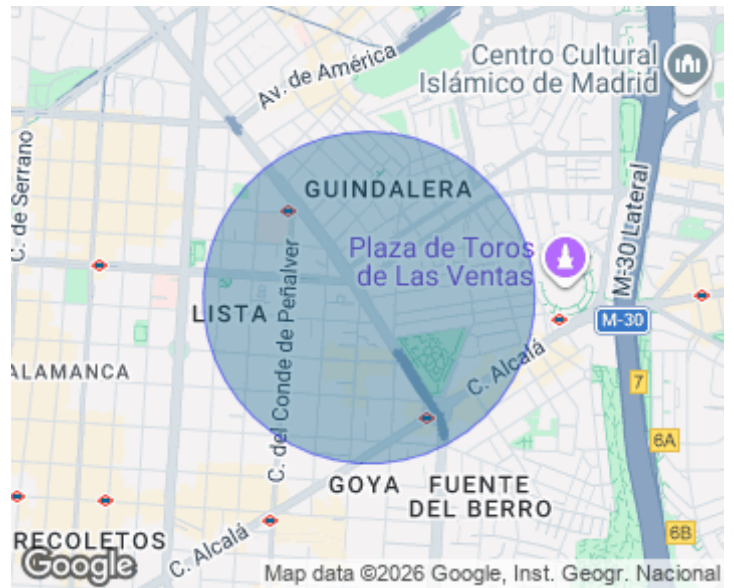 Centro Cultural
Islámico de Madrid
Av. de América
C. de Serrano
GUINDALERA
Plaza de Toros
de Las Ventas
M-30 Lateral
C. del Conde de Peñalver
LISTA
M-30
ALAMANCA
C. Alcalá
7
6A
GOYA
FUENTE
DEL BERRO
6B
RECOLETOS
C. Alcalá
Google
Map data ©2026 Google, Inst. Geogr. Nacional